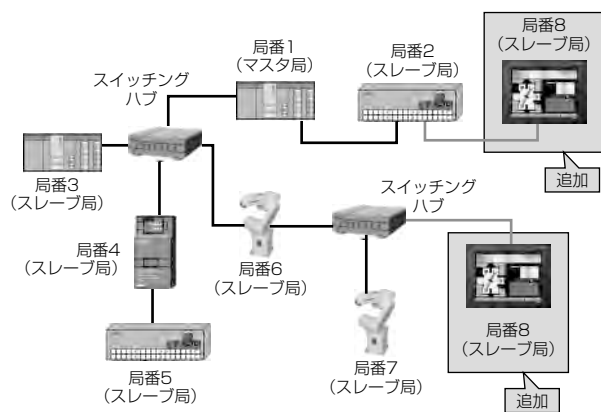 局番1
(マスタ局)
局番2
(スレーブ局)
局番8
(スレーブ局)
追加
スイッチング
ハブ
局番3
(スレーブ局)
局番4
(スレーブ局)
局番5
(スレーブ局)
局番6
(スレーブ局)
スイッチング
ハブ
局番7
(スレーブ局)
局番8
(スレーブ局)
追加